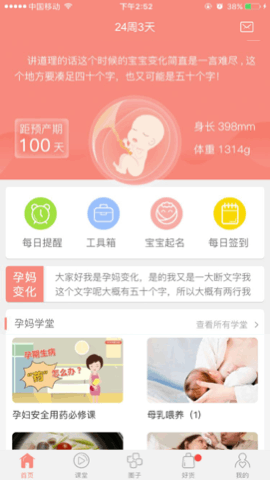 中国移动 下午2:52
24周3天
讲道理的话这个时候的宝宝变化简直是一言难尽，这
个地方要凑足四十个字，也又可能是五十个字！
距预产期
100 天
身长 398mm
体重 1314g
每日提醒 工具箱 宝宝起名 每日签到
孕妈
变化
大家好我是孕妈变化，是的我又是一大断文字我
这个文字呢大概有五十个字，所以大概有两行我
孕妈学堂 查看所有学堂
孕期生病
怎么办？
孕妇安全用药必修课 母乳喂养（1）
首页 课堂 圈子 好货 我的